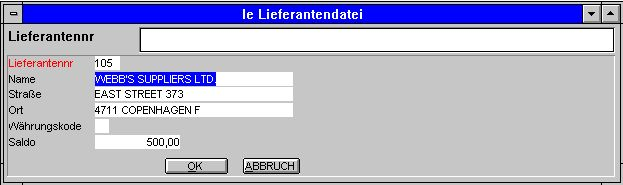 le Lieferantendatei
Lieferantennr
Lieferantennr 105
Name WEBB'S SUPPLIERS LTD.
Straße EAST STREET 373
Ort 4711 COPENHAGEN F
Währungskode
Saldo 500,00
OK ABBRUCH